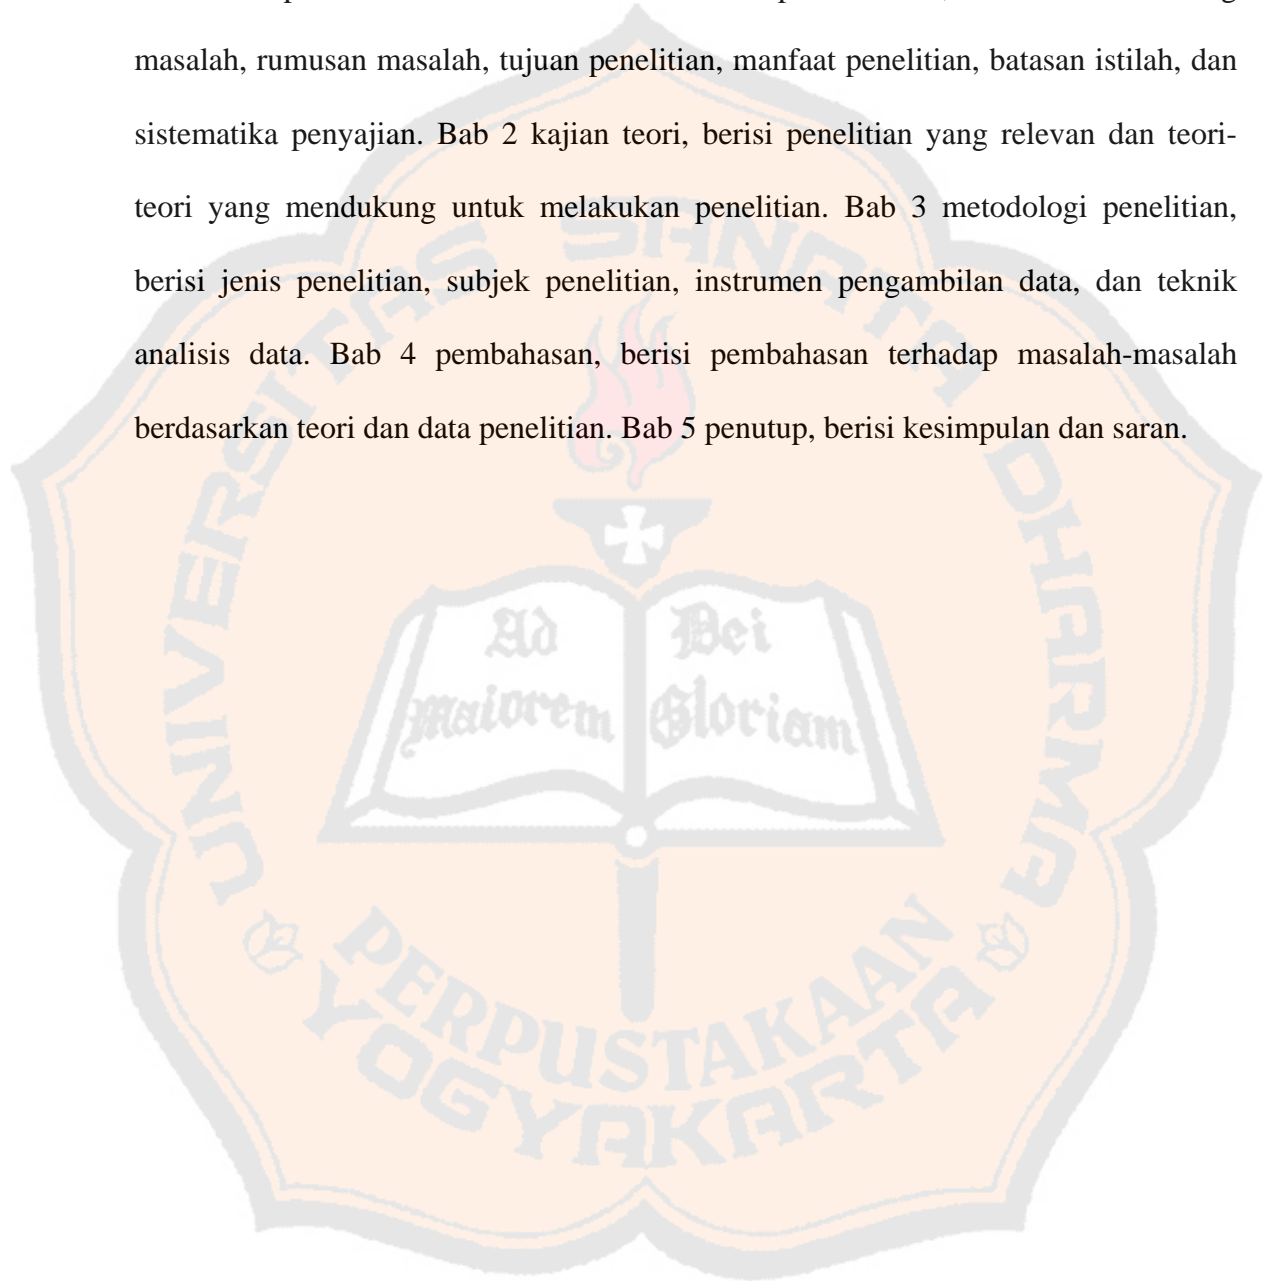 masalah, rumusan masalah, tujuan penelitian, manfaat penelitian, batasan istilah, dan
sistematika penyajian. Bab 2 kajian teori, berisi penelitian yang relevan dan teori-
teori yang mendukung untuk melakukan penelitian. Bab 3 metodologi penelitian,
berisi jenis penelitian, subjek penelitian, instrumen pengambilan data, dan teknik
analisis data. Bab 4 pembahasan, berisi pembahasan terhadap masalah-masalah
berdasarkan teori dan data penelitian. Bab 5 penutup, berisi kesimpulan dan saran.
UNIVERSITAS SANATA DHARMA
Ad Dei
Maiorem Gloriam
PERPUSTAKAAN
YOGYAKARTA